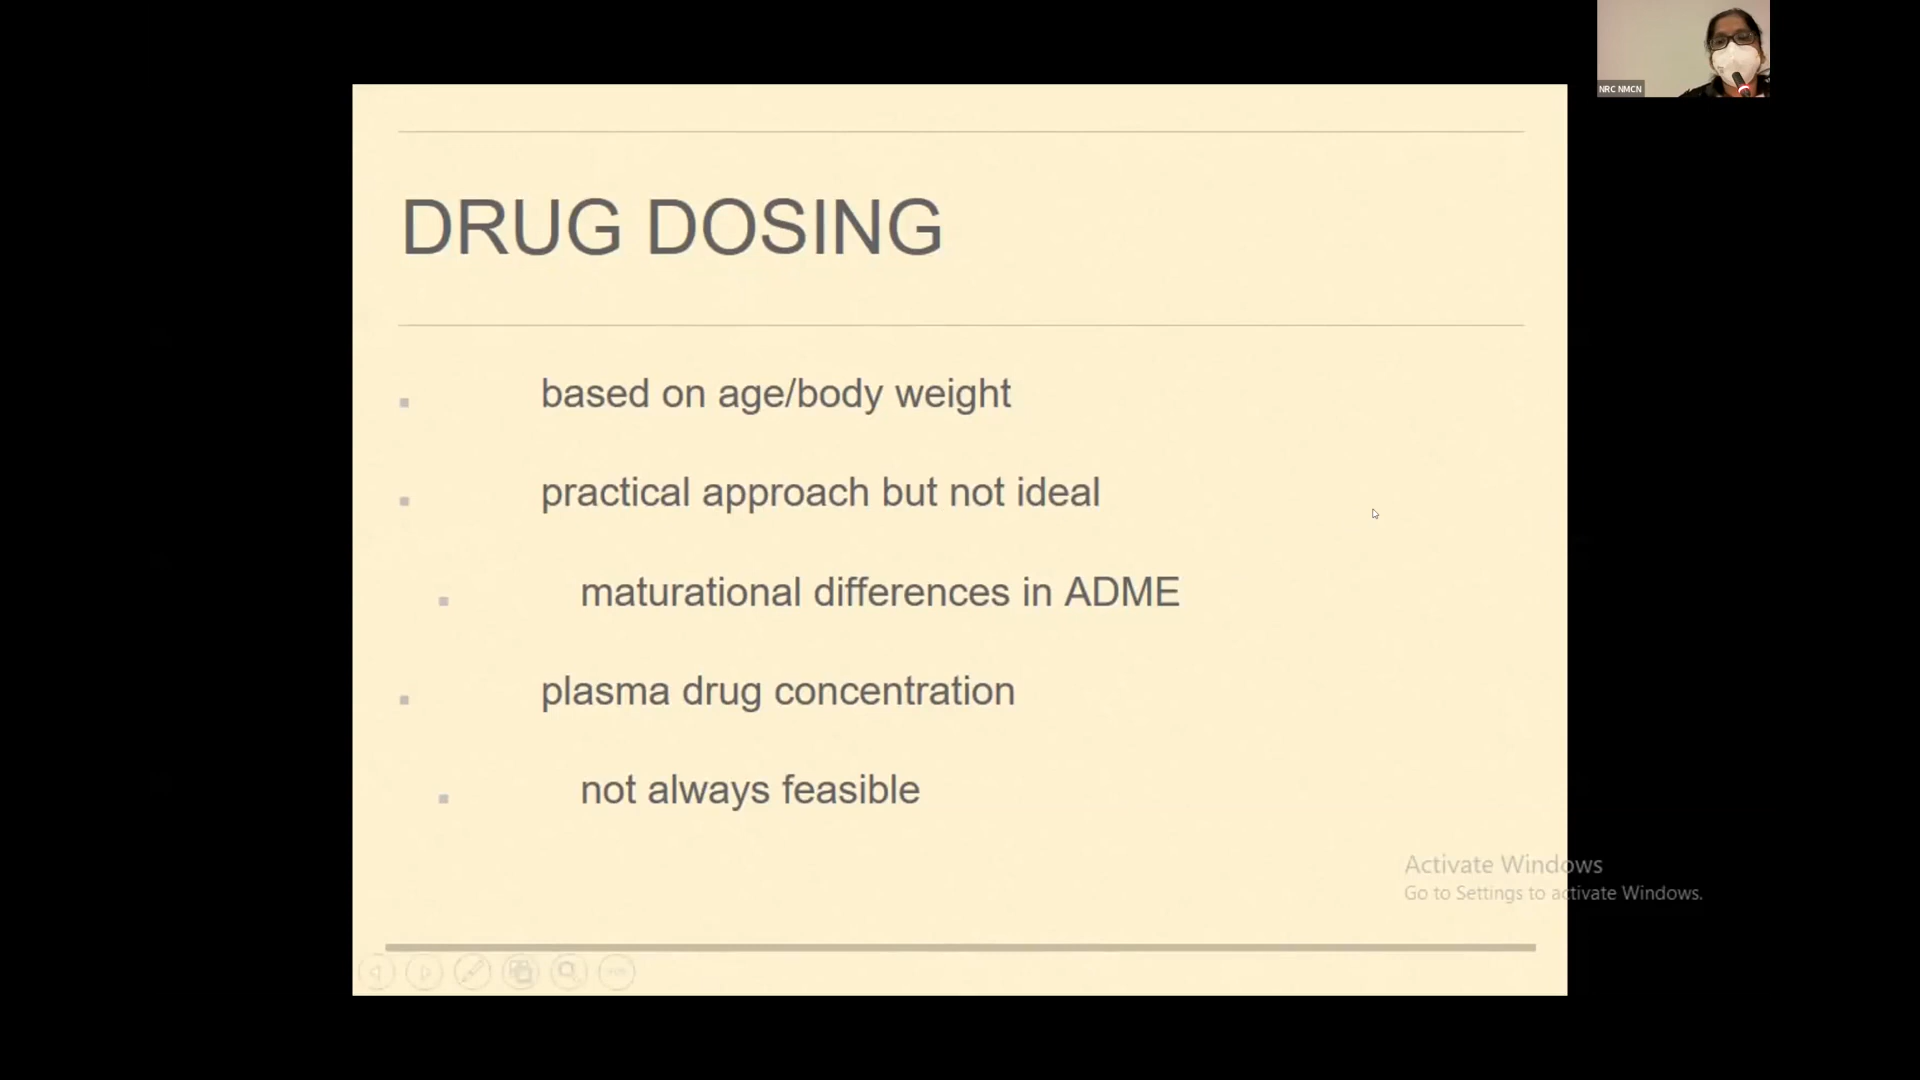 NRC NMCN
DRUG DOSING
based on age/body weight
practical approach but not ideal
maturational differences in ADME
plasma drug concentration
not always feasible
Activate Windows
Go to Settings to activate Windows.